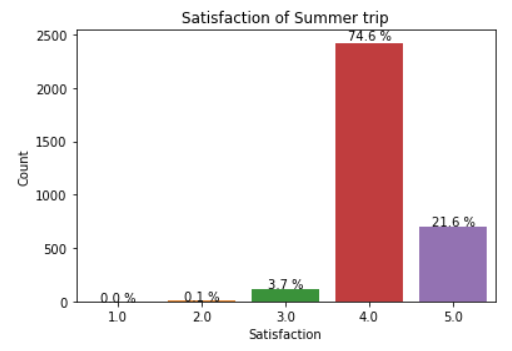 Satisfaction of Summer trip
2500
2000
1500
1000
500
0
Count
0.0 %
0.1 %
3.7 %
74.6 %
21.6 %
1.0 2.0 3.0 4.0 5.0
Satisfaction